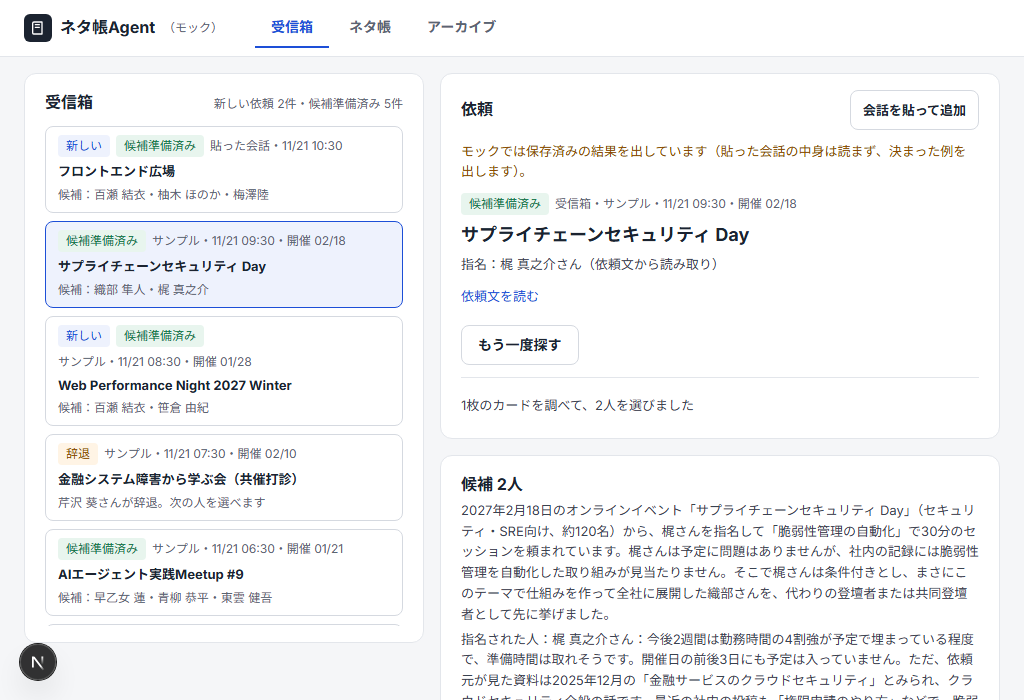 ネタ帳Agent （モック） 受信箱 ネタ帳 アーカイブ
受信箱
新しい依頼 2件・候補準備済み 5件
新しい 候補準備済み 貼った会話・11/21 10:30
フロントエンド広場
候補：百瀬 結衣・柚木 ほのか・梅澤陸
候補準備済み サンプル・11/21 09:30・開催 02/18
サプライチェーンセキュリティ Day
候補：織部 隼人・梶 真之介
新しい 候補準備済み
サンプル・11/21 08:30・開催 01/28
Web Performance Night 2027 Winter
候補：百瀬 結衣・笹倉 由紀
辞退 サンプル・11/21 07:30・開催 02/10
金融システム障害から学ぶ会（共催打診）
芹沢 葵さんが辞退。次の人を選べます
候補準備済み サンプル・11/21 06:30・開催 01/21
AIエージェント実践Meetup #9
候補：早乙女 蓮・青柳 恭平・東雲 健吾
N
依頼
会話を貼って追加
モックでは保存済みの結果を出しています（貼った会話の中身は読まず、決まった例を
出します）。
候補準備済み 受信箱・サンプル・11/21 09:30・開催 02/18
サプライチェーンセキュリティ Day
指名：梶 真之介さん（依頼文から読み取り）
依頼文を読む
もう一度探す
1枚のカードを調べて、2人を選びました
候補 2人
2027年2月18日のオンラインイベント「サプライチェーンセキュリティ Day」（セキュリ
ティ・SRE向け、約120名）から、梶さんを指名して「脆弱性管理の自動化」で30分のセ
ッションを頼まれています。梶さんは予定に問題はありませんが、社内の記録には脆弱性
管理を自動化した取り組みが見当たりません。そこで梶さんは条件付きとし、まさにこ
のテーマで仕組みを作って全社に展開した織部さんを、代わりの登壇者または共同登壇
者として先に挙げました。
指名された人：梶 真之介さん：今後2週間は勤務時間の4割強が予定で埋まっている程度
で、準備時間は取れそうです。開催日の前後3日にも予定は入っていません。ただ、依頼
元が見た資料は2025年12月の「金融サービスのクラウドセキュリティ」とみられ、クラ